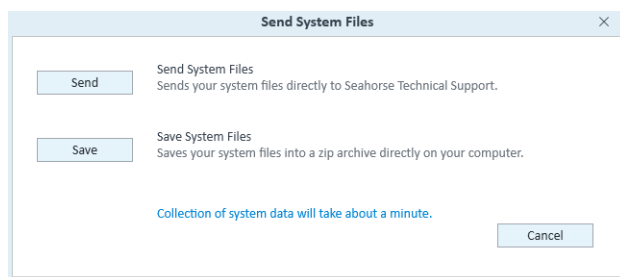 Send System Files
Send
Send System Files
Sends your system files directly to Seahorse Technical Support.
Save
Save System Files
Saves your system files into a zip archive directly on your computer.
Collection of system data will take about a minute.
Cancel